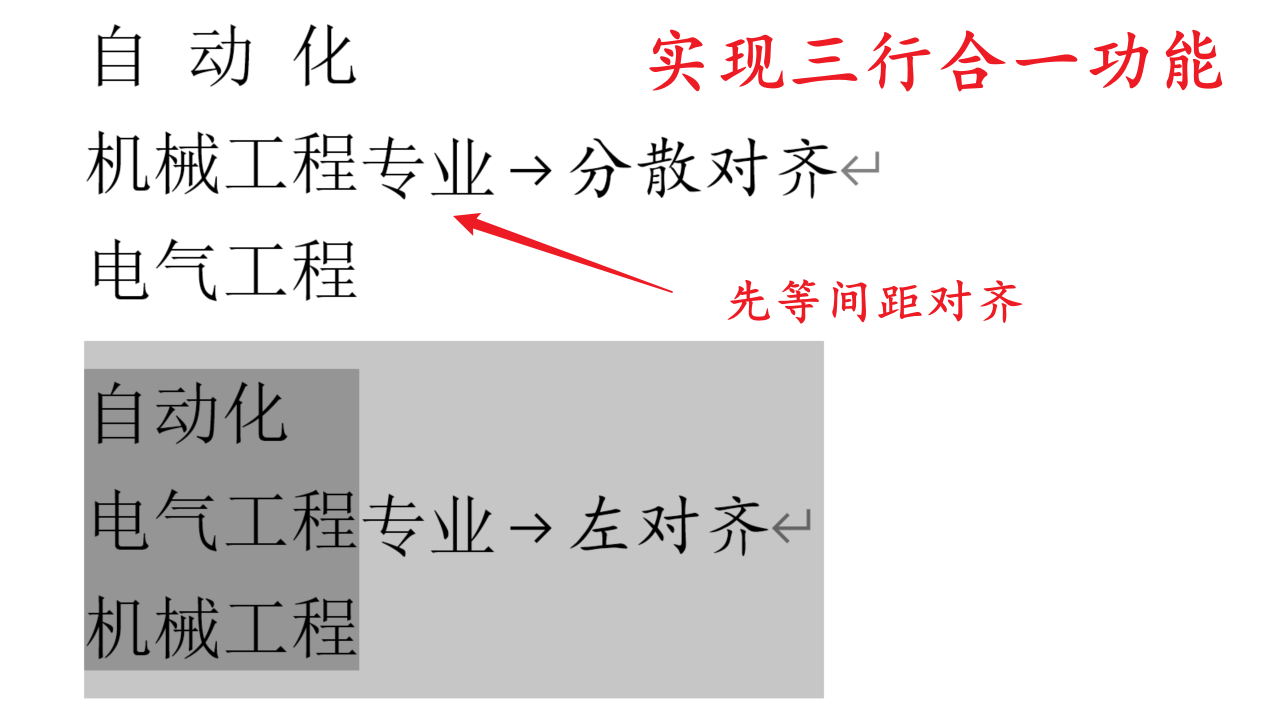 自 动 化
实现三行合一功能
机械工程专业→分散对齐↵
电气工程
先等间距对齐
自动化
电气工程专业→左对齐↵
机械工程